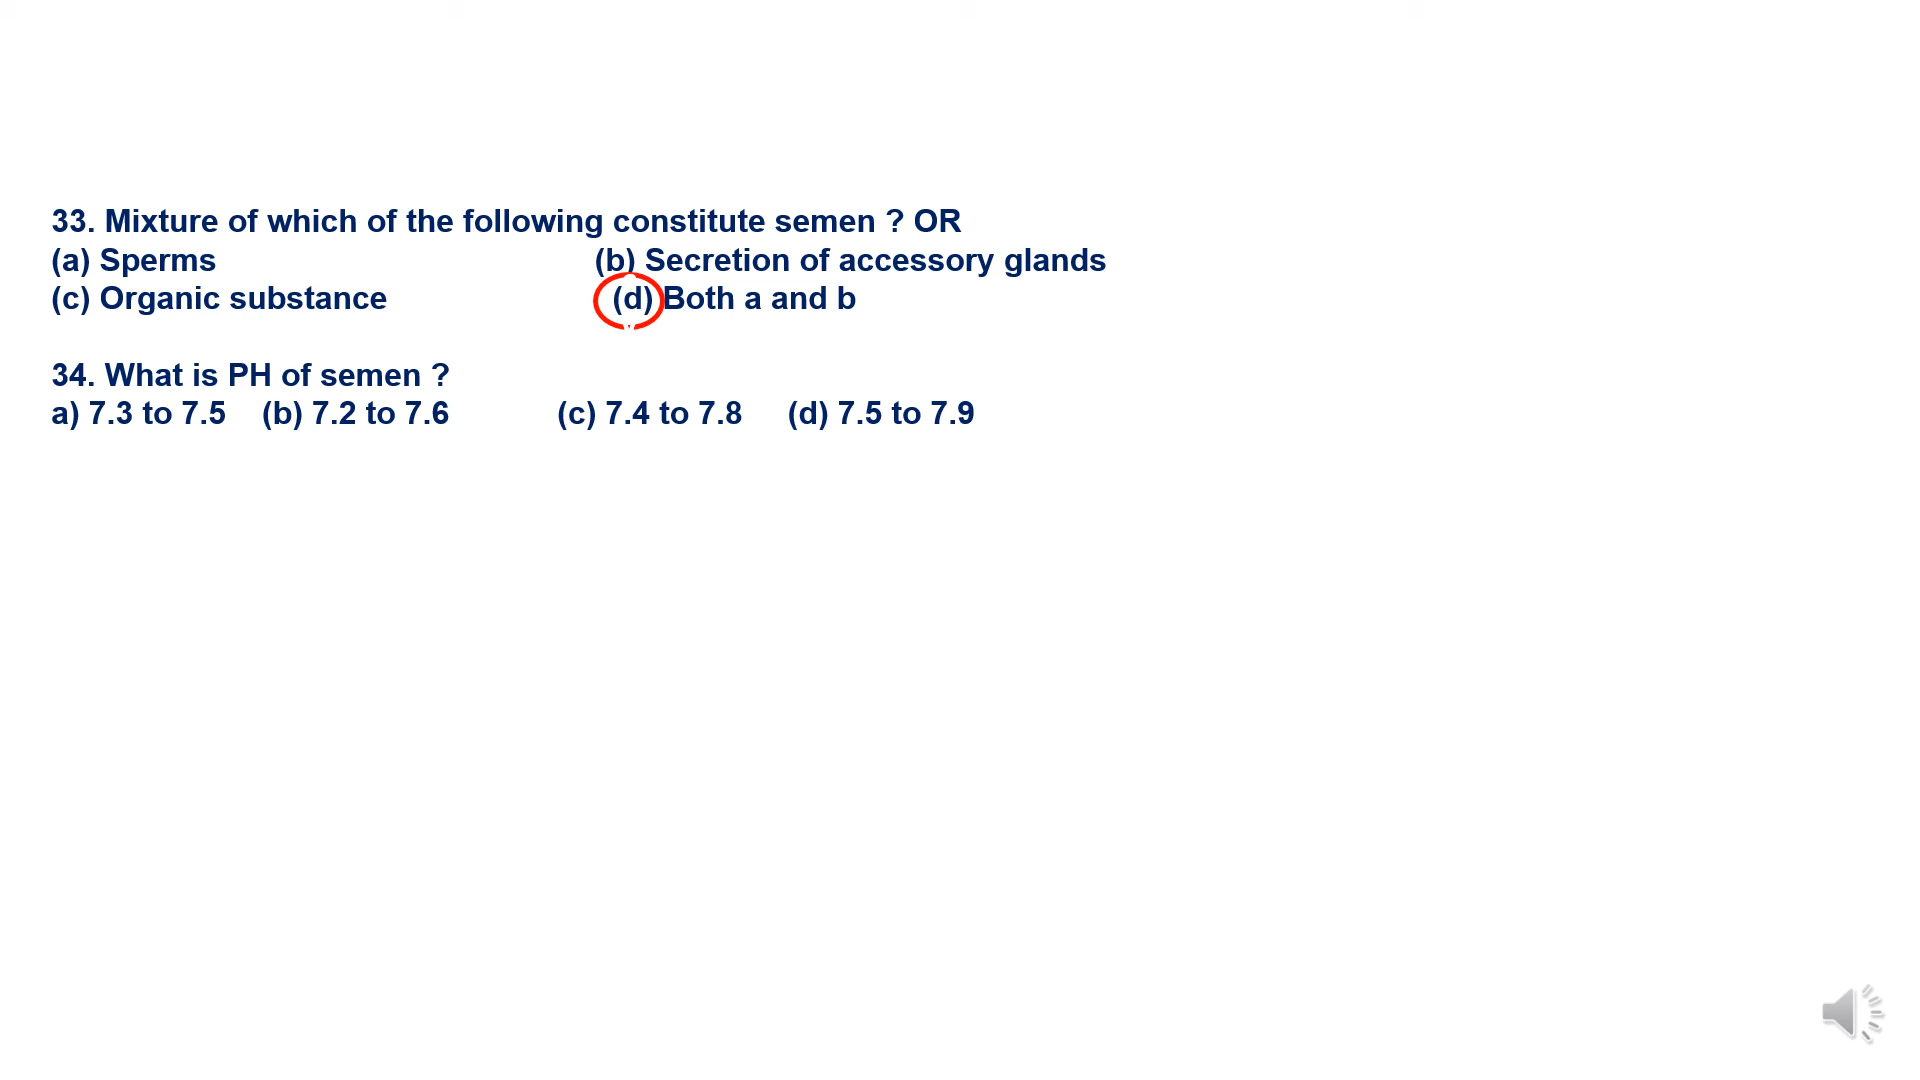 33. Mixture of which of the following constitute semen ? OR
(a) Sperms (b) Secretion of accessory glands
(c) Organic substance (d) Both a and b
34. What is PH of semen ?
a) 7.3 to 7.5 (b) 7.2 to 7.6 (c) 7.4 to 7.8 (d) 7.5 to 7.9